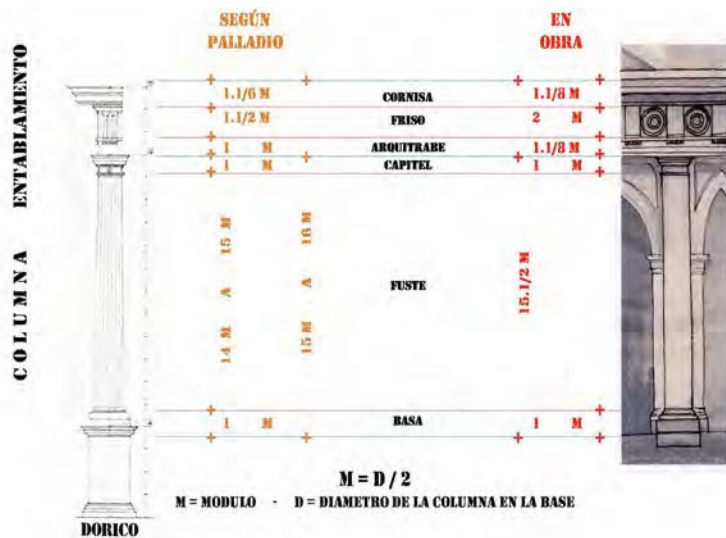 SEGÚN
PALLADIO
EN
OBRA
ENTABLAMENTO
COLUMNA
1.1/6 M CORNISA 1.1/8 M
1.1/2 M FRISO 2 M
1 M ARQUITRABE 1.1/8 M
1 M CAPITEL 1 M
14 M A 15 M
15 M A 16 M
FUSTE
15.1/2 M
1 M BASA 1 M
M = D / 2
M = MODULO - D = DIAMETRO DE LA COLUMNA EN LA BASE
DORICO